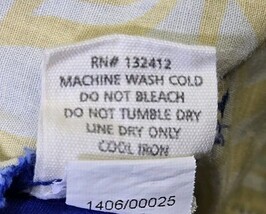 RN# 132412
MACHINE WASH COLD
DO NOT BLEACH
DO NOT TUMBLE DRY
LINE DRY ONLY
COOL IRON
1406/00025